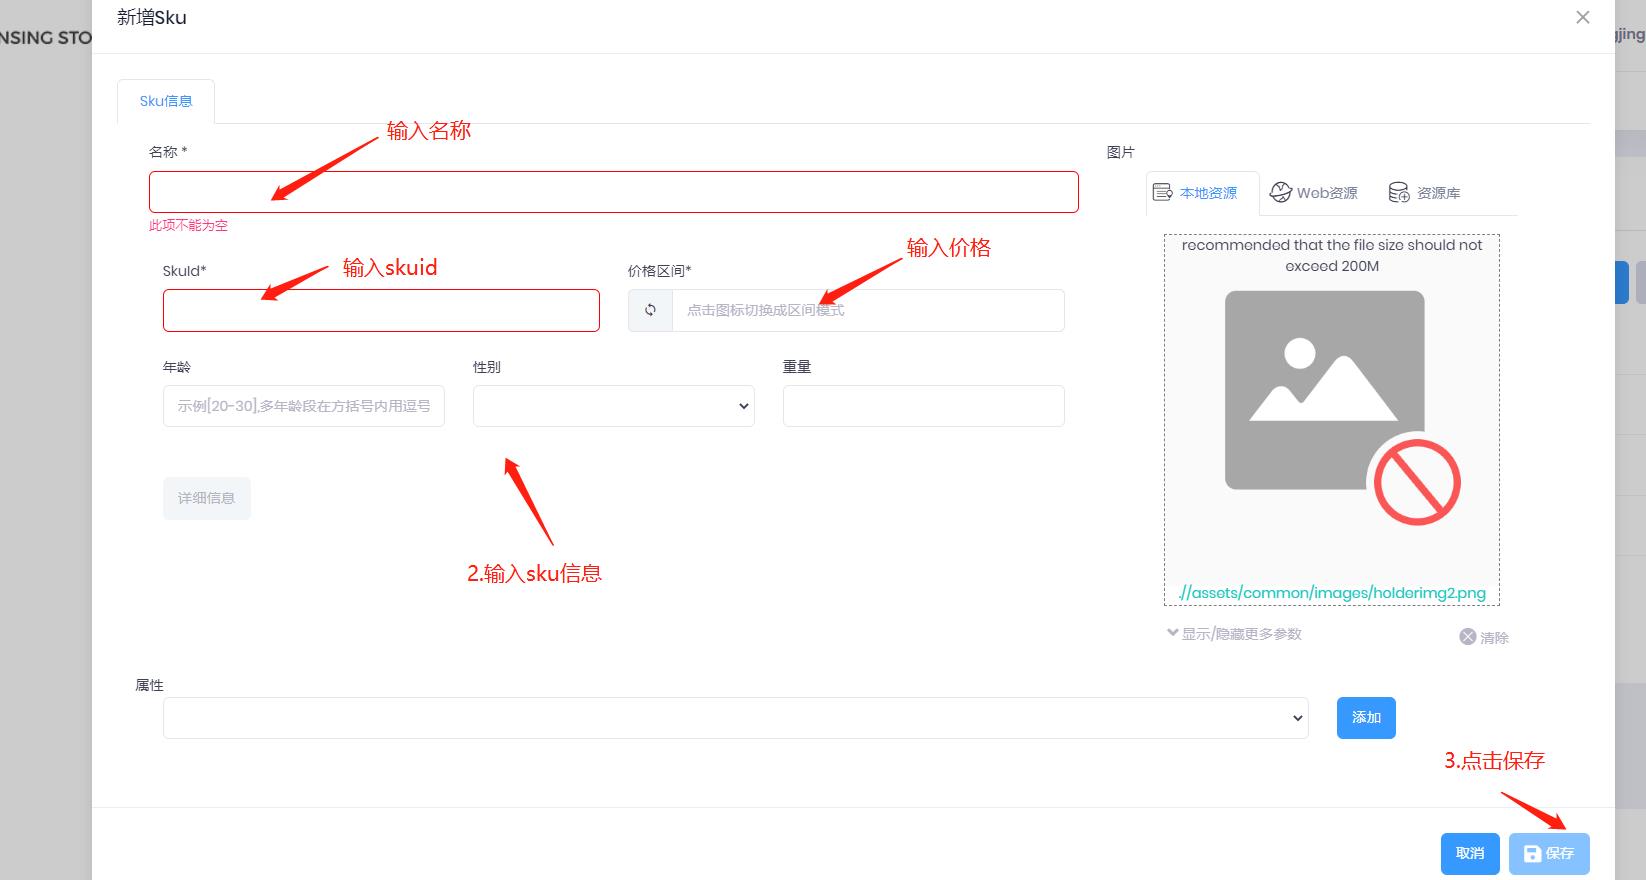 新增Sku
NSING STO
jing
Sku信息
输入名称
名称 *
图片
本地资源
Web资源
资源库
此项不能为空
recommended that the file size should not
exceed 200M
输入skuid
输入价格
SkuId*
价格区间*
点击图标切换成区间模式
年龄
性别
重量
示例[20-30],多年龄段在方括号内用逗号
详细信息
2.输入sku信息
.//assets/common/images/holderimg2.png
显示/隐藏更多参数
清除
属性
添加
3.点击保存
取消
保存